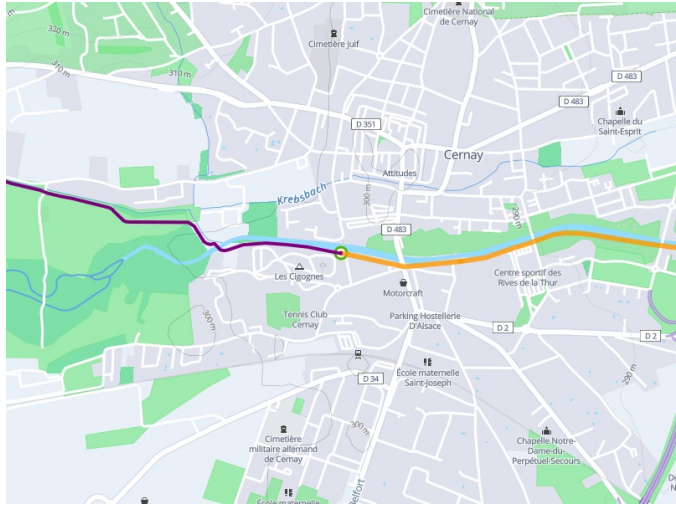 Cimetière National
de Cernay
320 m
Cimetière juif
310 m
310 m
D 483
D 483
Chapelle du
Saint-Esprit
D 351
Cernay
Attitudes
Krebsbach
300 m
290 m
D 483
Les Cigognes
Centre sportif des
Rives de la Thur
Motorcraft
300 m
Tennis Club
Cernay
Parking Hostellerie
D'Alsace
D 2
D 2
École maternelle
Saint-Joseph
D 34
290 m
300 m
Cimetière
militaire allemand
de Cernay
Chapelle Notre-
Dame-du-
Perpétuel-Secours
Belfort
École maternelle